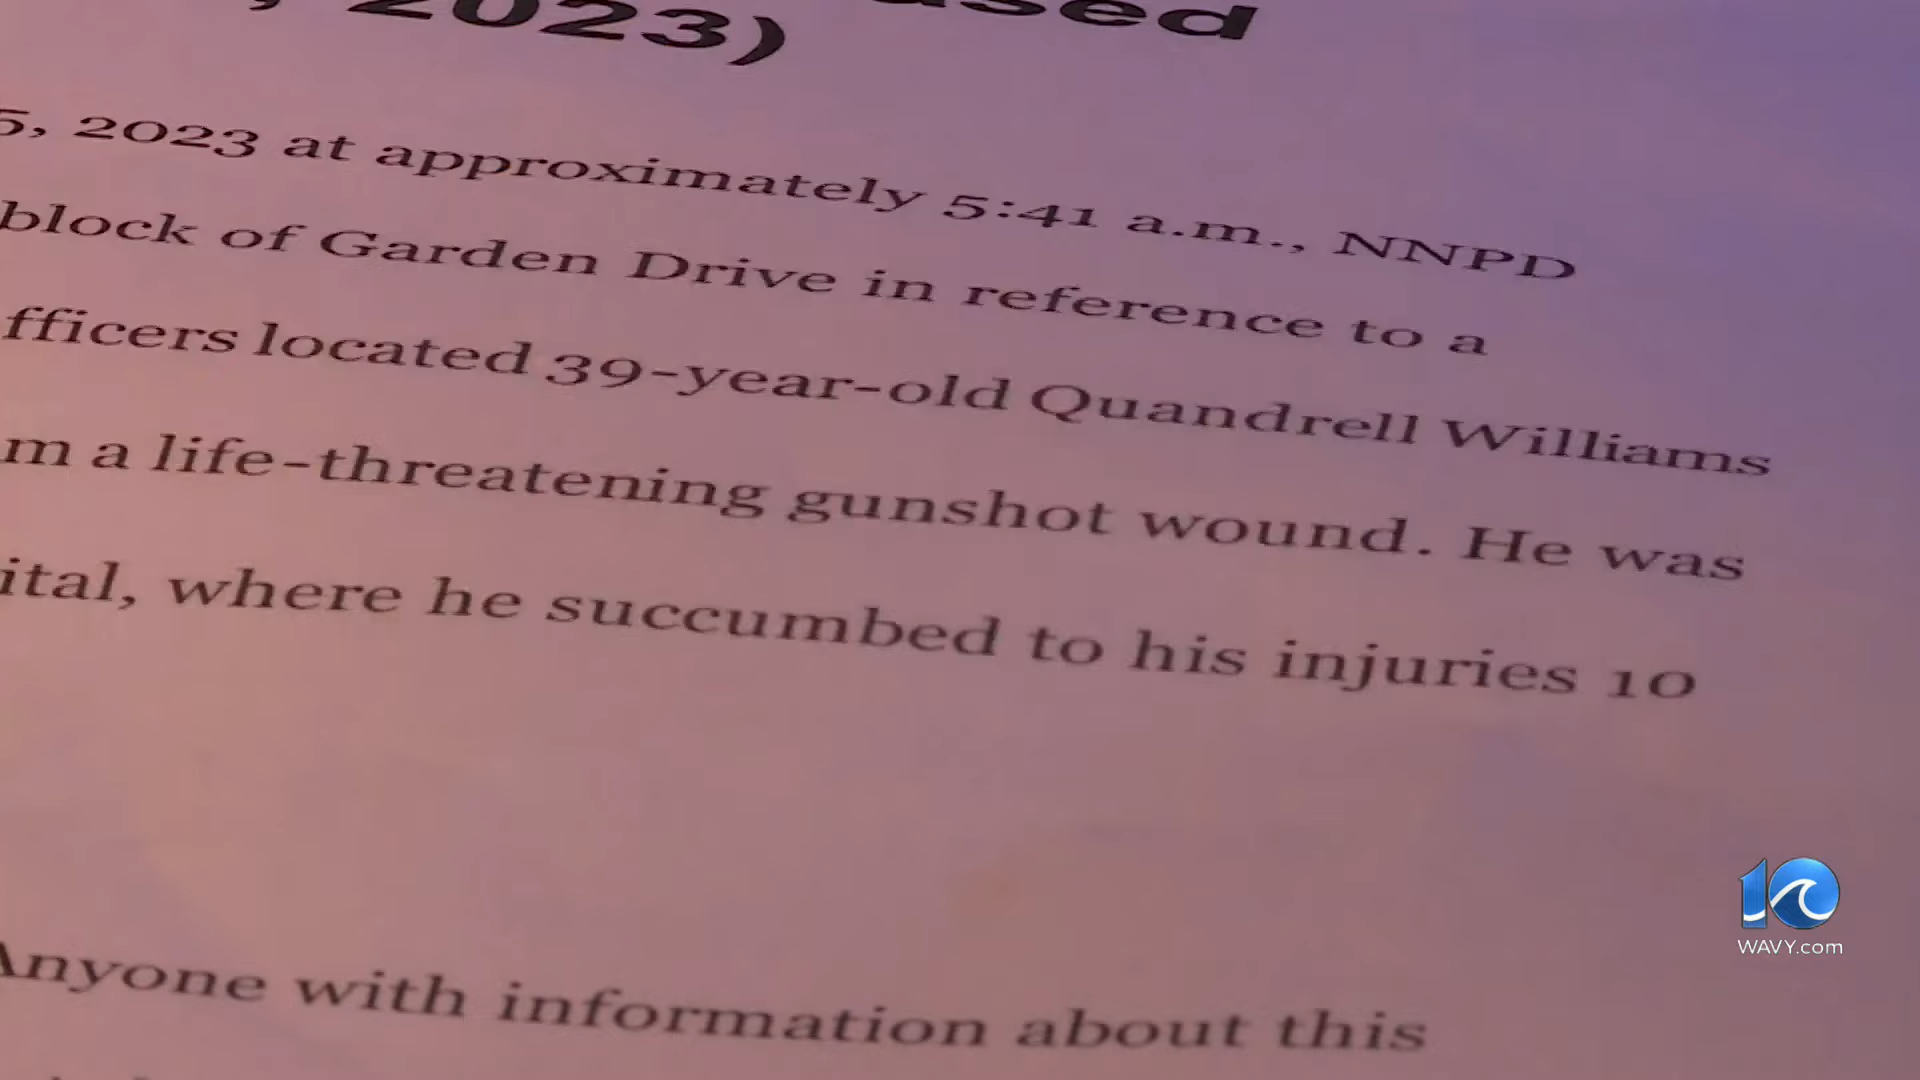 2023)
5, 2023 at approximately 5:41 a.m., NNPD
block of Garden Drive in reference to a
fficers located 39-year-old Quandrell Williams
m a life-threatening gunshot wound. He was
ital, where he succumbed to his injuries 10
Anyone with information about this
10
WAVY.com